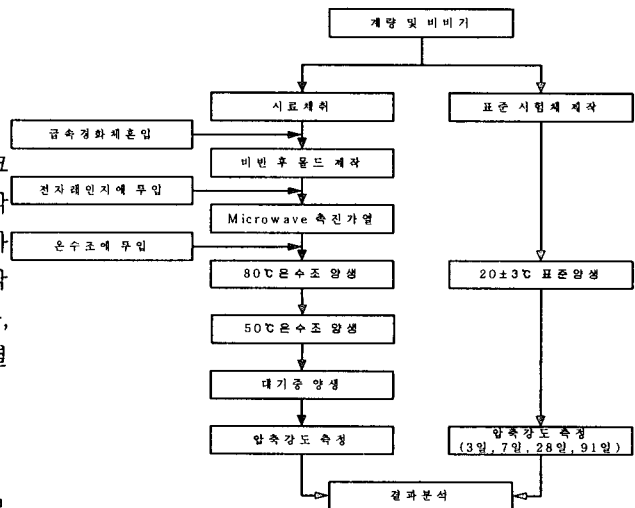 계량 및 비비기
시료채취
표준 시험체 제작
급속경화체혼입
비반 후 몰드 제작
전자래인지에 투입
Microwave 촉진가열
온수조에 투입
80℃온수조 양생
20±3℃ 표준양생
50℃온수조 양생
대기중 양생
압축강도 측정
압축강도 측정
(3일, 7일, 28일, 91일)
결과분석